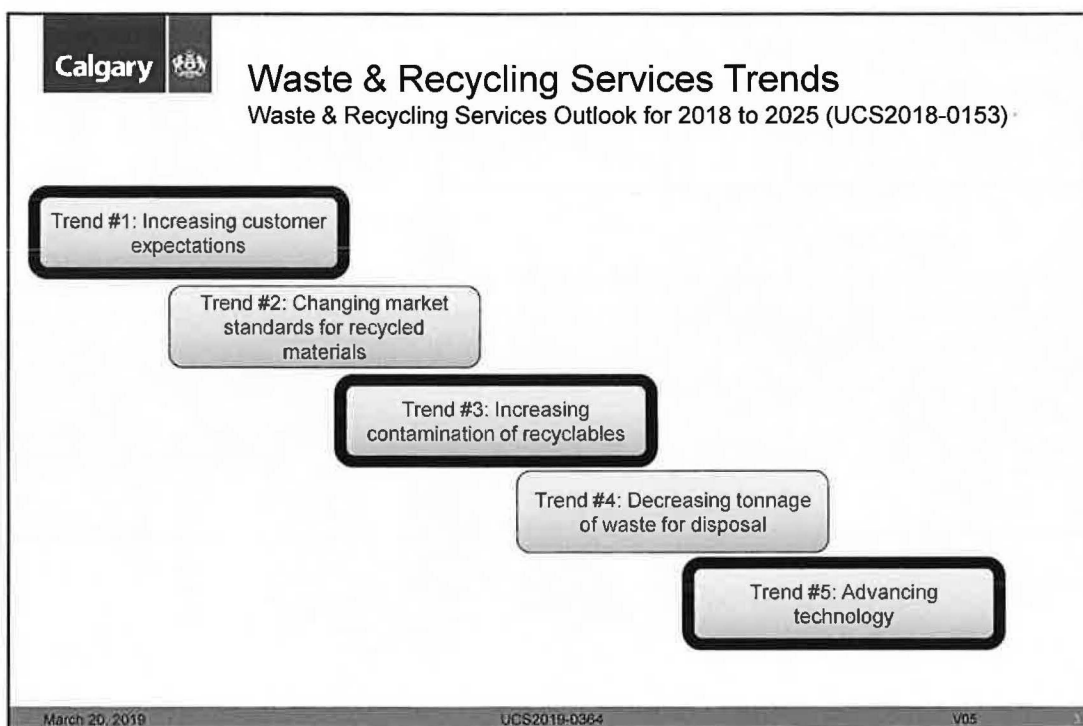 Calgary
Waste & Recycling Services Trends
Waste & Recycling Services Outlook for 2018 to 2025 (UCS2018-0153)
Trend #1: Increasing customer
expectations
Trend #2: Changing market
standards for recycled
materials
Trend #3: Increasing
contamination of recyclables
Trend #4: Decreasing tonnage
of waste for disposal
Trend #5: Advancing
technology
March 20, 2019
UCS2019-0364
V05